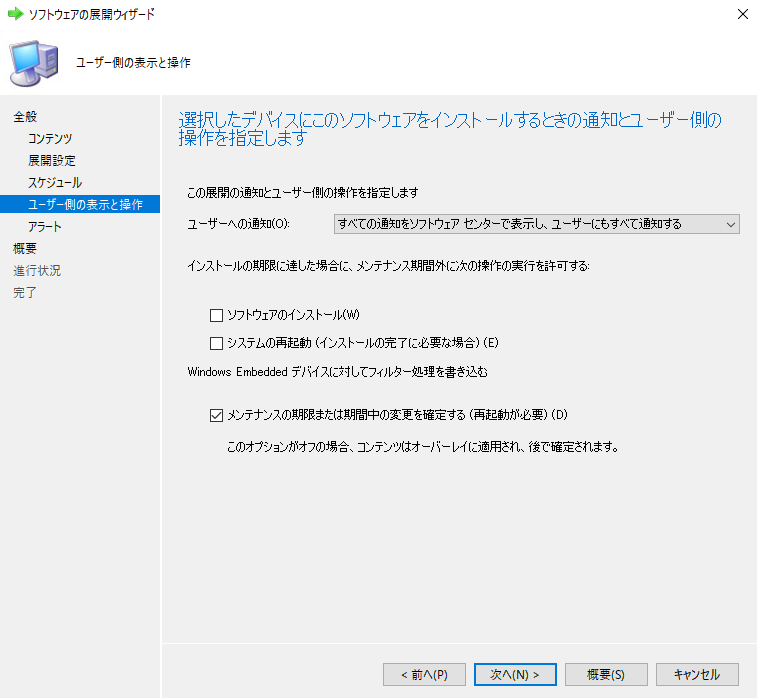 ソフトウェアの展開ウィザード
ユーザー側の表示と操作
全般
コンテンツ
展開設定
スケジュール
ユーザー側の表示と操作
アラート
概要
進行状況
完了
選択したデバイスにこのソフトウェアをインストールするときの通知とユーザー側の
操作を指定します
この展開の通知とユーザー側の操作を指定します
ユーザーへの通知(O):
すべての通知をソフトウェア センターで表示し、ユーザーにもすべて通知する
インストールの期限に達した場合に、メンテナンス期間外に次の操作の実行を許可する:
ソフトウェアのインストール(W)
システムの再起動 (インストールの完了に必要な場合) (E)
Windows Embedded デバイスに対してフィルター処理を書き込む
メンテナンスの期限または期間中の変更を確定する (再起動が必要) (D)
このオプションがオフの場合、コンテンツはオーバーレイに適用され、後で確定されます。
< 前へ(P)
次へ(N) >
概要(S)
キャンセル